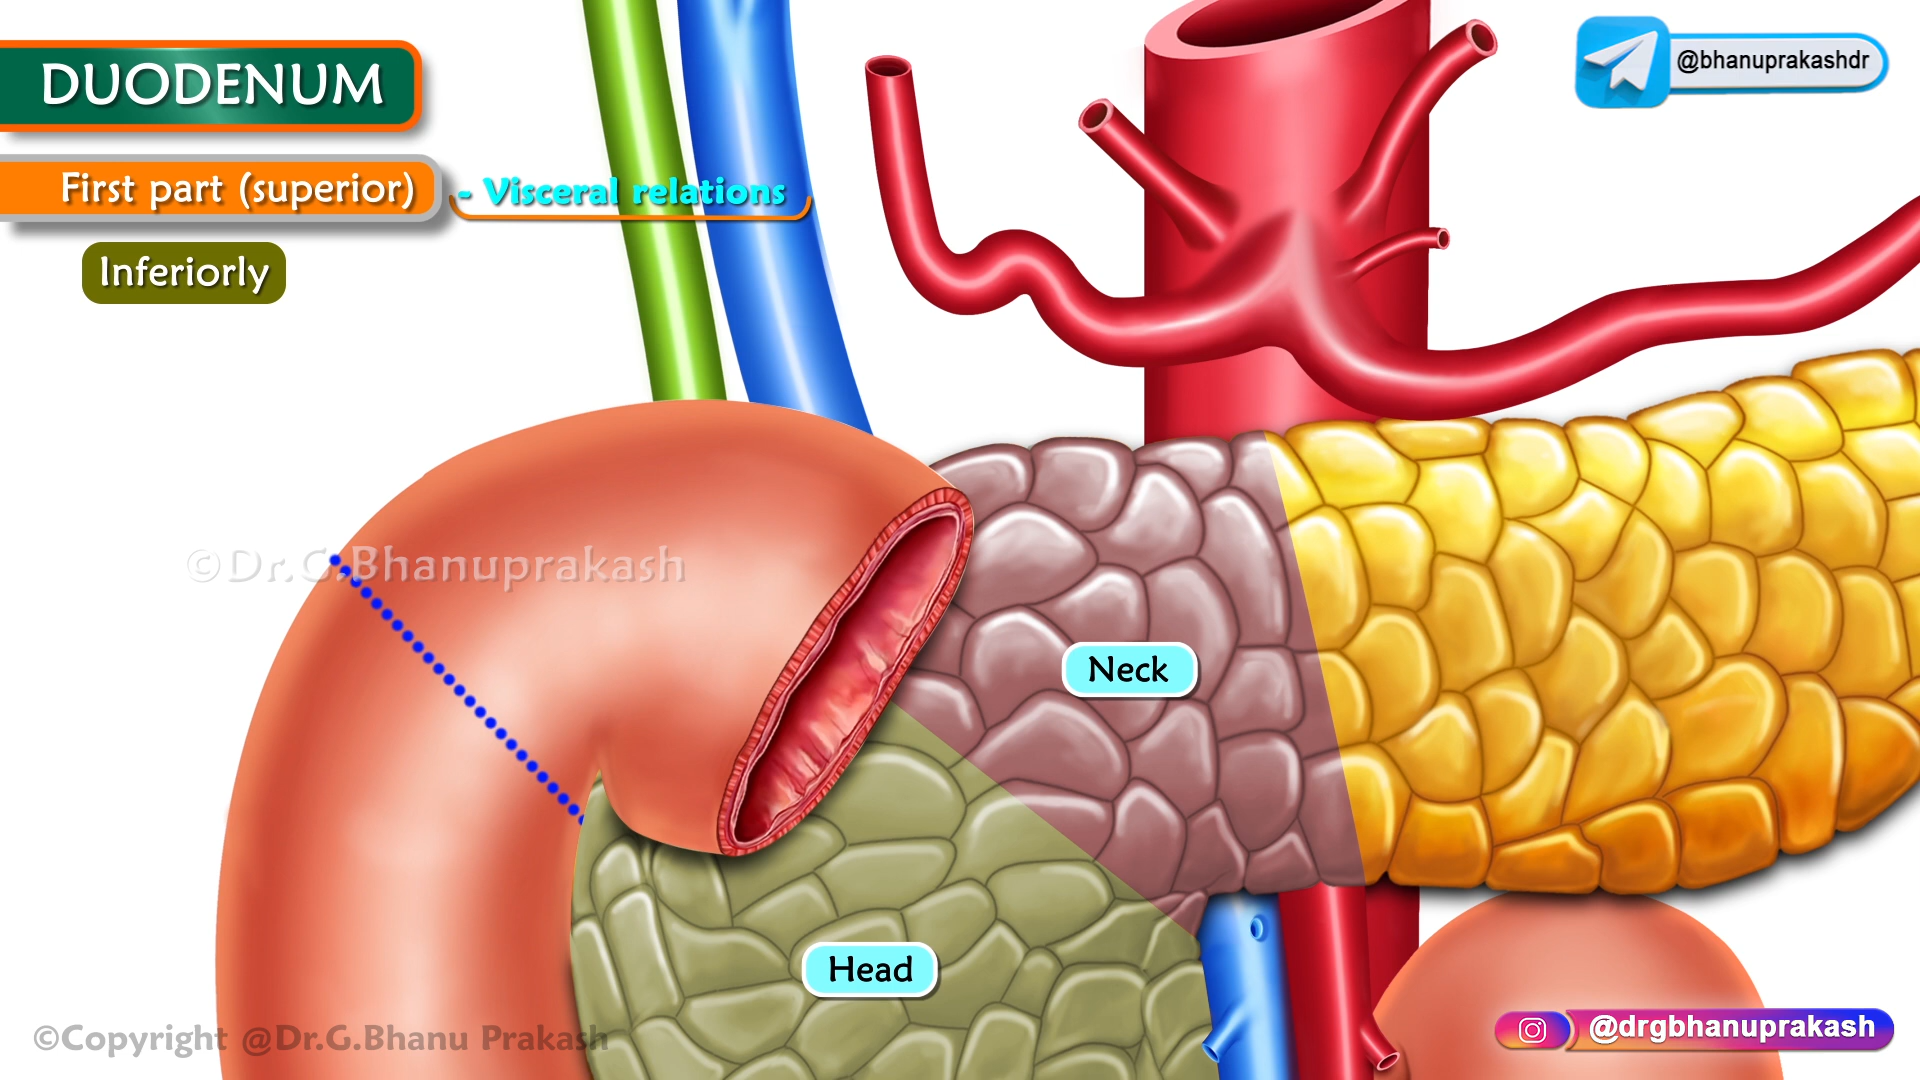 DUODENUM
@bhanuprakashdr
First part (superior)
- Visceral relations
Inferiorly
©Dr.G.Bhanuprakash
Neck
Head
@drgbhanuprakash
©Copyright @Dr.G.Bhanu Prakash